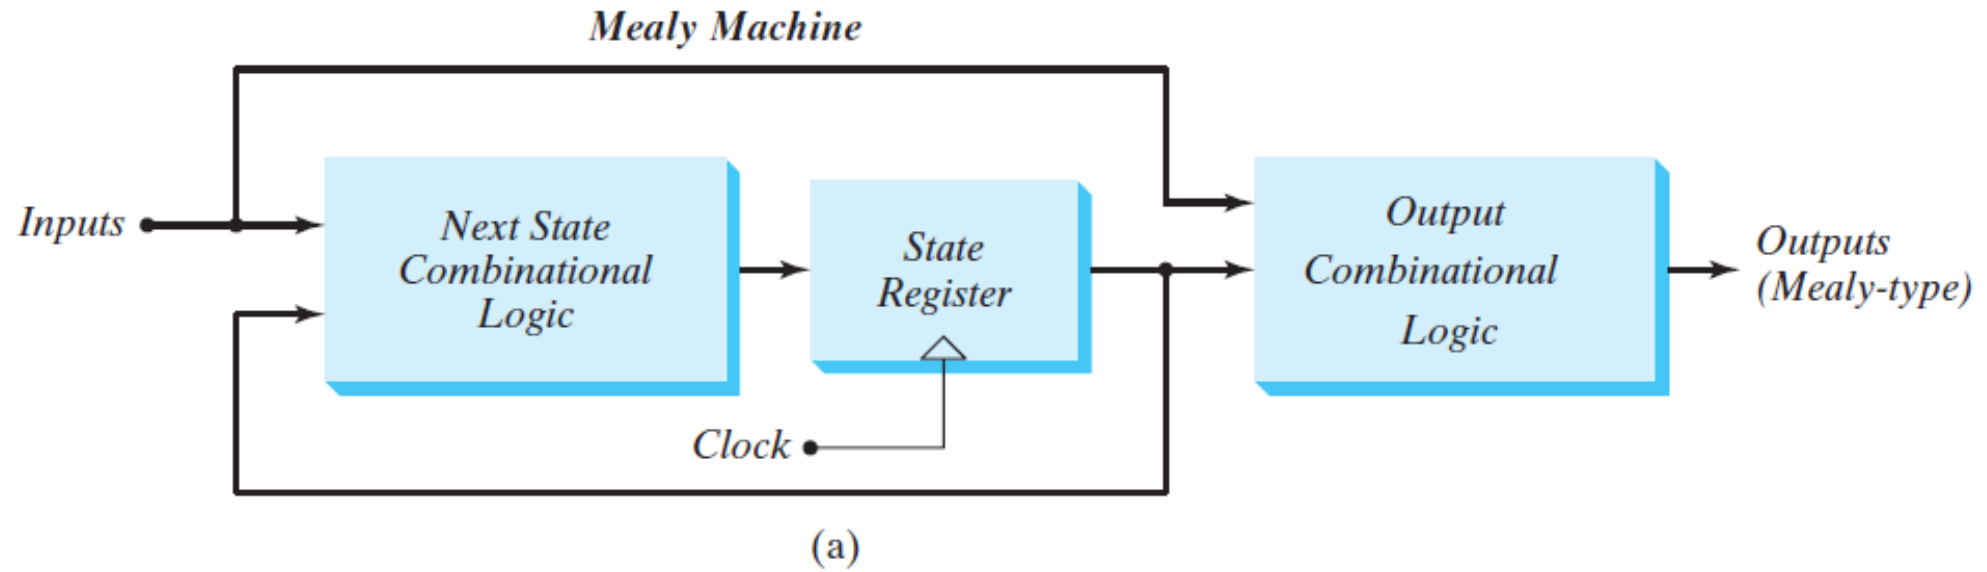 Mealy Machine
Inputs
Next State
Combinational
Logic
State
Register
Clock
Output
Combinational
Logic
Outputs
(Mealy-type)
(a)